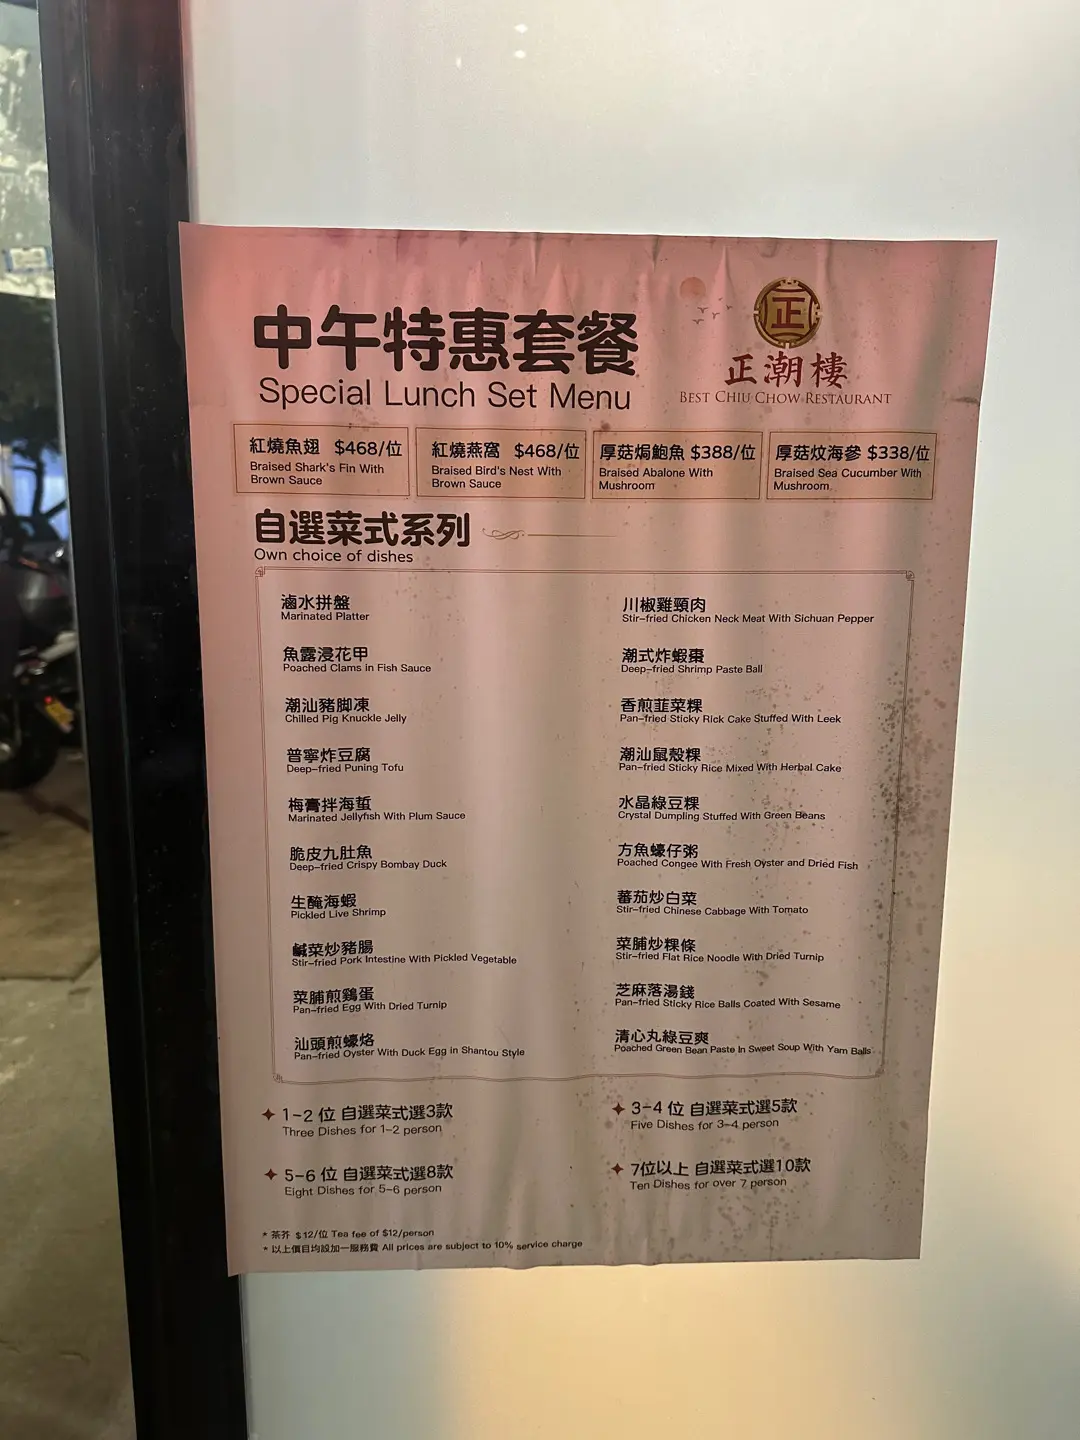 中午特惠套餐
Special Lunch Set Menu
正
正潮樓
BEST CHIU CHOW RESTAURANT
紅燒魚翅 $468/位
Braised Shark's Fin With
Brown Sauce
紅燒燕窩 $468/位
Braised Bird's Nest With
Brown Sauce
厚菇焗鮑魚 $388/位
Braised Abalone With
Mushroom
厚菇炆海參 $338/位
Braised Sea Cucumber With
Mushroom
自選菜式系列
Own choice of dishes
滷水拼盤
Marinated Platter
魚露浸花甲
Poached Clams in Fish Sauce
潮汕豬脚凍
Chilled Pig Knuckle Jelly
普寧炸豆腐
Deep-fried Puning Tofu
梅膏拌海蜇
Marinated Jellyfish With Plum Sauce
脆皮九肚魚
Deep-fried Crispy Bombay Duck
生醃海蝦
Pickled Live Shrimp
鹹菜炒豬腸
Stir-fried Pork Intestine With Pickled Vegetable
菜脯煎鷄蛋
Pan-fried Egg With Dried Turnip
汕頭煎蠔烙
Pan-fried Oyster With Duck Egg in Shantou Style
川椒雞頸肉
Stir-fried Chicken Neck Meat With Sichuan Pepper
潮式炸蝦棗
Deep-fried Shrimp Paste Ball
香煎韮菜粿
Pan-fried Sticky Rick Cake Stuffed With Leek
潮汕鼠殼粿
Pan-fried Sticky Rice Mixed With Herbal Cake
水晶綠豆粿
Crystal Dumpling Stuffed With Green Beans
方魚蠔仔粥
Poached Congee With Fresh Oyster and Dried Fish
蕃茄炒白菜
Stir-fried Chinese Cabbage With Tomato
菜脯炒粿條
Stir-fried Flat Rice Noodle With Dried Turnip
芝麻落湯錢
Pan-fried Sticky Rice Balls Coated With Sesame
清心丸綠豆爽
Poached Green Bean Paste In Sweet Soup With Yam Balls
1-2 位 自選菜式選3款
Three Dishes for 1-2 person
3-4 位 自選菜式選5款
Five Dishes for 3-4 person
5-6 位 自選菜式選8款
Eight Dishes for 5-6 person
7位以上 自選菜式選10款
Ten Dishes for over 7 person
* 茶芥 $12/位 Tea fee of $12/person
* 以上價目均設加一服務費 All prices are subject to 10% service charge